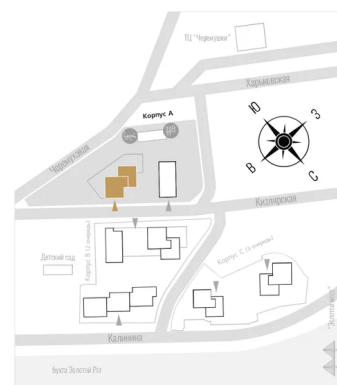 ТЦ "Черемушки"
Харьковская
Корпус А
Ю
З
В
С
Черемуховая
Кизлярская
Детский сад
Корпус В (2 очередь)
Корпус С (3 очередь)
Калинина
бухта Золотой Рог